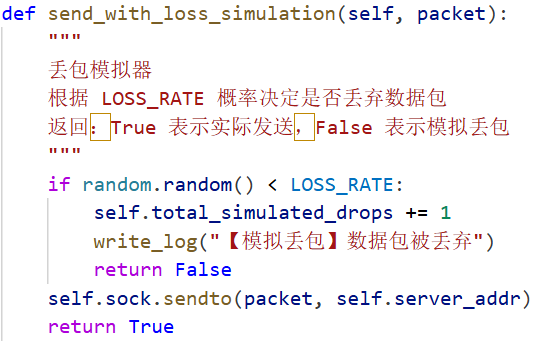 def send_with_loss_simulation(self, packet):
    """
    丢包模拟器
    根据 LOSS_RATE 概率决定是否丢弃数据包
    返回：True 表示实际发送，False 表示模拟丢包
    """
    if random.random() < LOSS_RATE:
        self.total_simulated_drops += 1
        write_log("【模拟丢包】数据包被丢弃")
        return False
    self.sock.sendto(packet, self.server_addr)
    return True